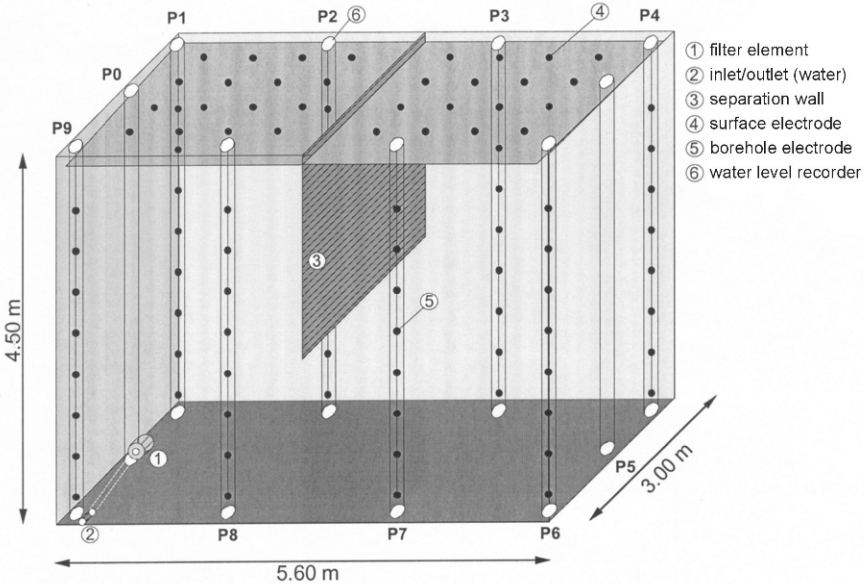 P1
P2
⑥
P3
④
P4
P0
P9
① filter element
② inlet/outlet (water)
③ separation wall
④ surface electrode
⑤ borehole electrode
⑥ water level recorder
③
⑤
4.50 m
①
②
P8
P7
P6
P5
3.00 m
5.60 m